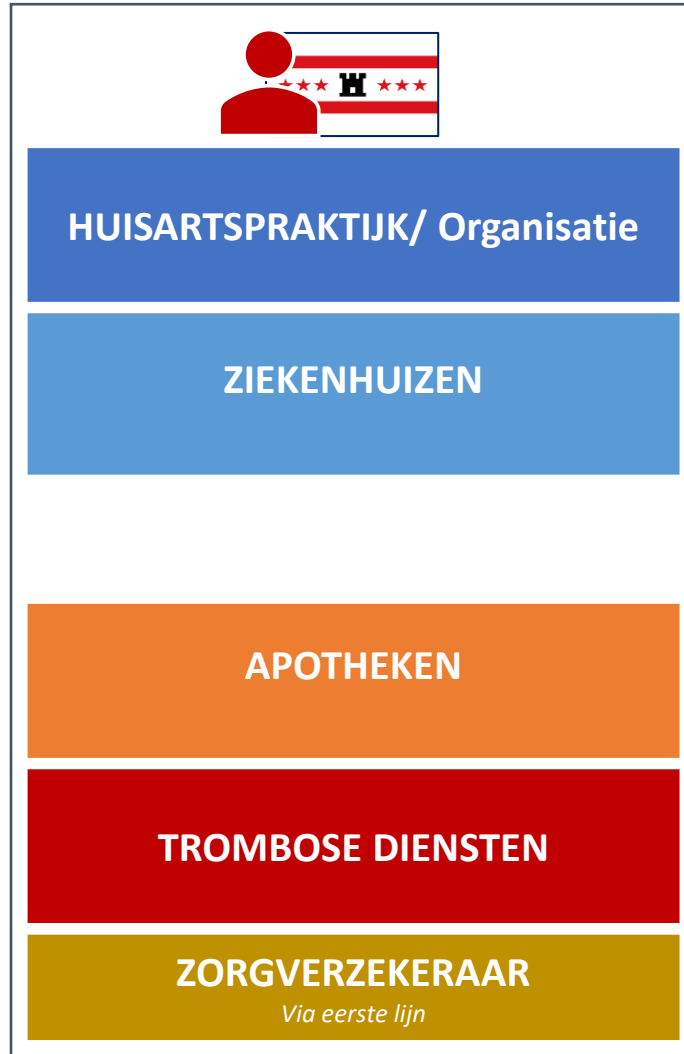 HUISARTSPRAKTIJK/ Organisatie
ZIEKENHUIZEN
APOTHEKEN
TROMBOSE DIENSTEN
ZORGVERZEKERAAR
Via eerste lijn